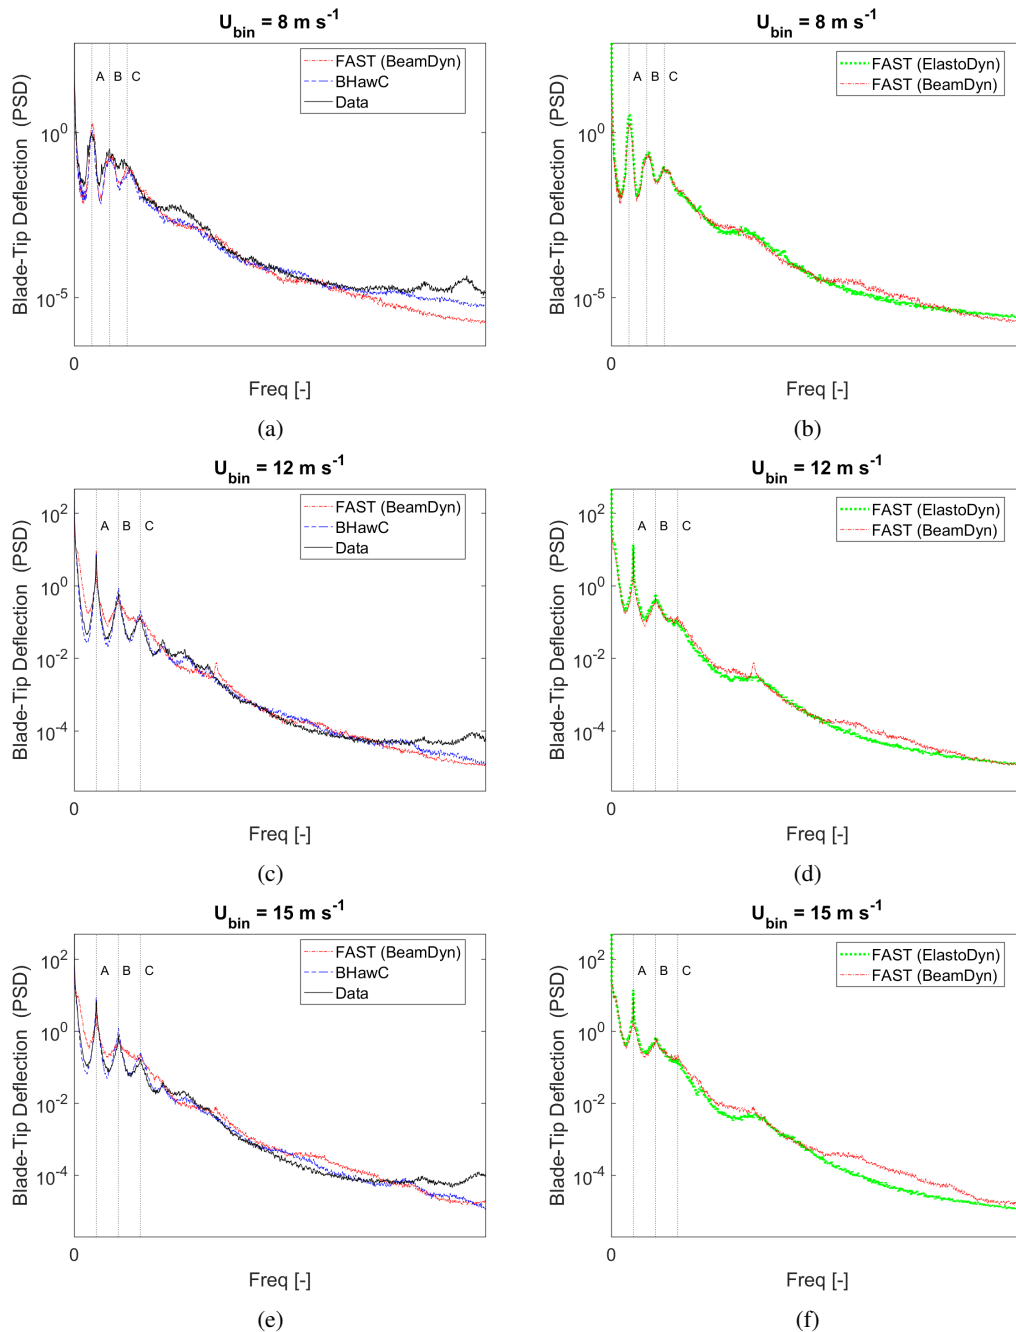 U_bin = 8 m s^-1
Blade-Tip Deflection (PSD)
10^0
10^-5
A B C
FAST (BeamDyn)
BHawC
Data
0
Freq [-]
(a)
U_bin = 8 m s^-1
Blade-Tip Deflection (PSD)
10^0
10^-5
A B C
FAST (ElastoDyn)
FAST (BeamDyn)
0
Freq [-]
(b)
U_bin = 12 m s^-1
Blade-Tip Deflection (PSD)
10^2
10^0
10^-2
10^-4
A B C
FAST (BeamDyn)
BHawC
Data
0
Freq [-]
(c)
U_bin = 12 m s^-1
Blade-Tip Deflection (PSD)
10^2
10^0
10^-2
10^-4
A B C
FAST (ElastoDyn)
FAST (BeamDyn)
0
Freq [-]
(d)
U_bin = 15 m s^-1
Blade-Tip Deflection (PSD)
10^2
10^0
10^-2
10^-4
A B C
FAST (BeamDyn)
BHawC
Data
0
Freq [-]
(e)
U_bin = 15 m s^-1
Blade-Tip Deflection (PSD)
10^2
10^0
10^-2
10^-4
A B C
FAST (ElastoDyn)
FAST (BeamDyn)
0
Freq [-]
(f)